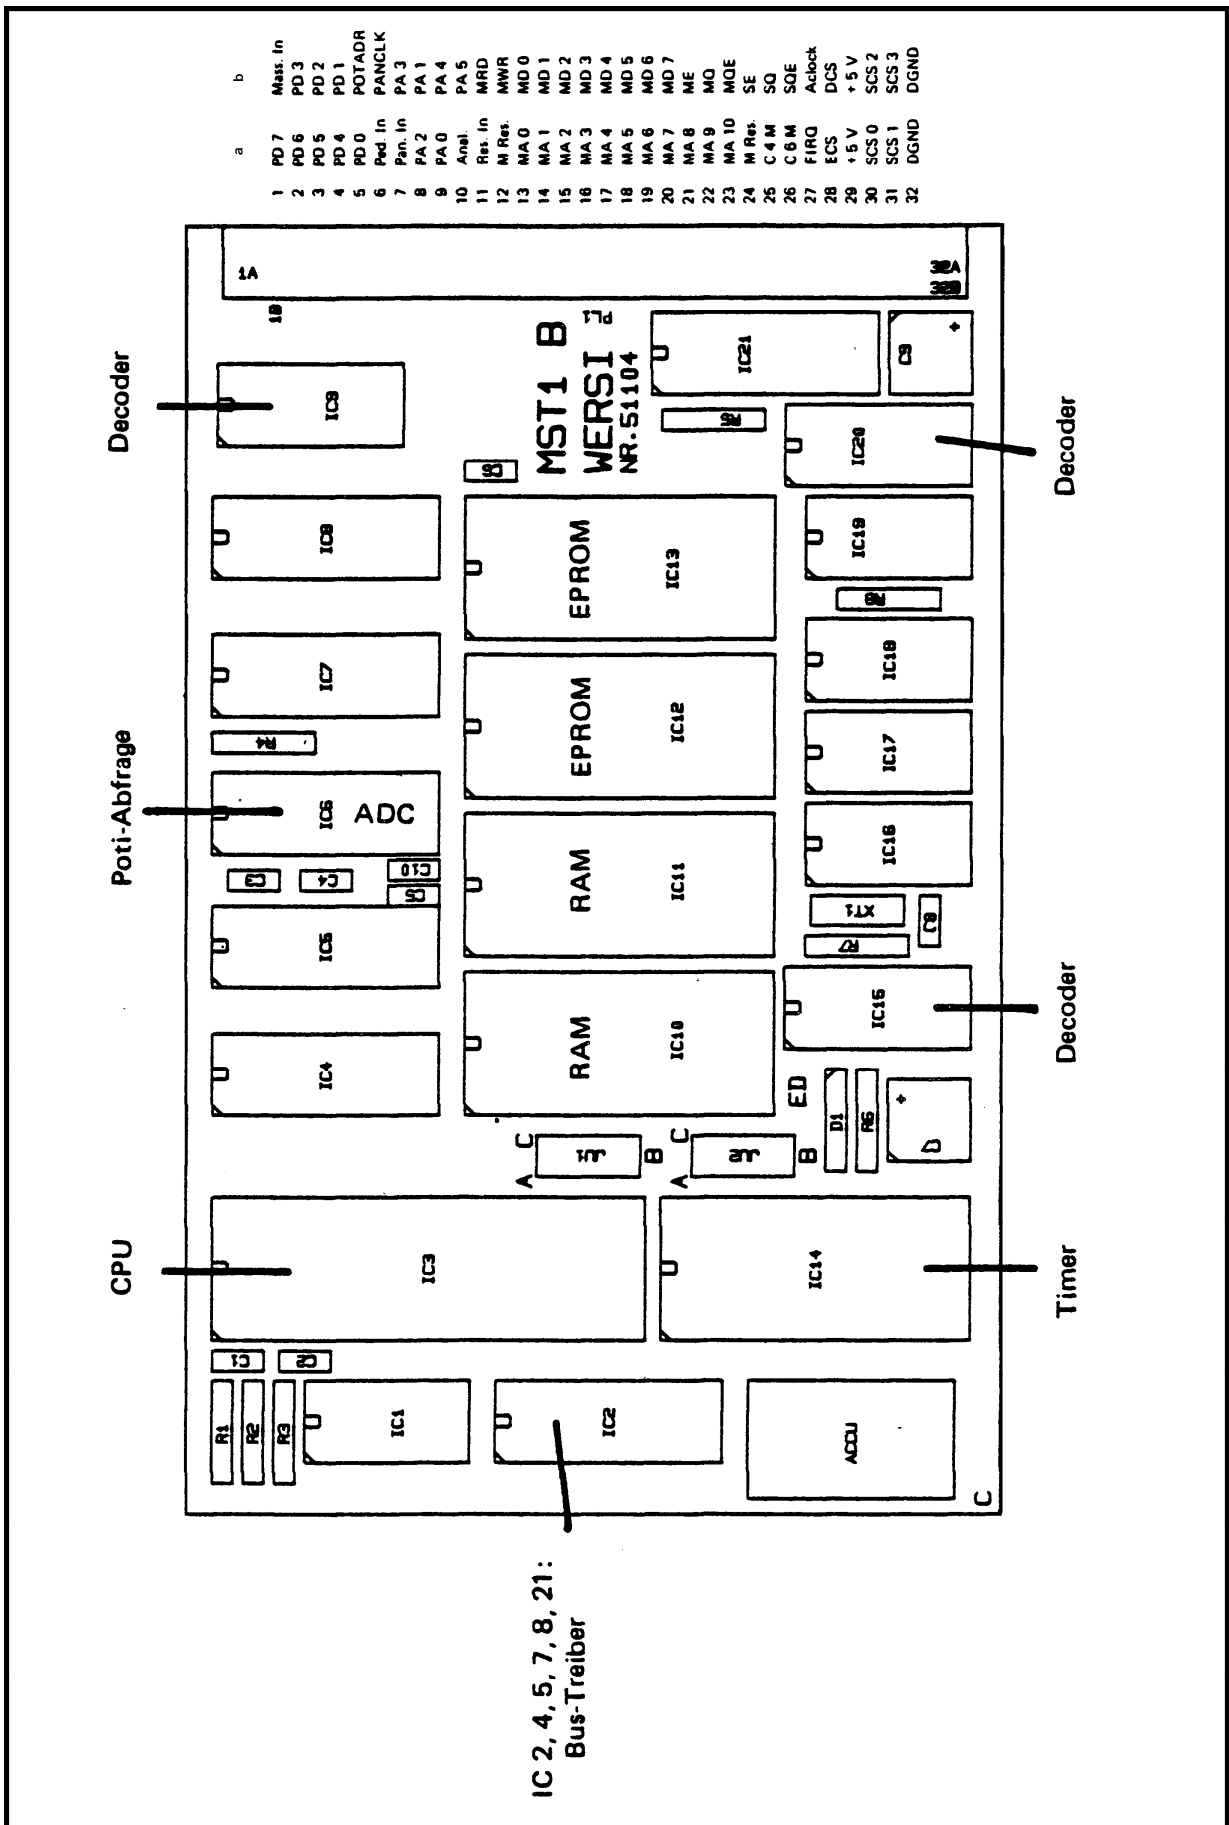 a b
1 PD 7 Mass. In
2 PD 6 PD 3
3 PD 5 PD 2
4 PD 4 PD 1
5 PD 0 POTADR
6 Ped. In PANCLK
7 Pan. In PA 3
8 PA 2 PA 1
9 PA 0 PA 4
10 Anal. PA 5
11 Res. In MRD
12 M Res. MWR
13 MA 0 MD 0
14 MA 1 MD 1
15 MA 2 MD 2
16 MA 3 MD 3
17 MA 4 MD 4
18 MA 5 MD 5
19 MA 6 MD 6
20 MA 7 MD 7
21 MA 8 ME
22 MA 9 MQ
23 MA 10 MQE
24 M Res. SE
25 C 4 M SQ
26 C 6 M SQE
27 FIRQ Aclock
28 ECS DCS
29 +5 V +5 V
30 SCS 0 SCS 2
31 SCS 1 SCS 3
32 DGND DGND
CPU
Poti-Abfrage
Decoder
R1
R2
R3
C1
C2
IC1
IC3
IC4
IC5
C3
C4
C5
C10
IC6
ADC
R4
IC7
IC8
IC9
1B
1A
IC2
A
C
JU1
B
A
C
JU2
B
RAM
IC10
RAM
IC11
EPROM
IC12
EPROM
IC13
MST1 B
WERSI
NR.51104
PL1
ACCU
C
IC14
ED
D1
R6
+
IC15
R7
XT1
C8
IC16
IC17
IC18
IC19
IC20
IC21
C9
+
32A
32B
IC 2, 4, 5, 7, 8, 21:
Bus-Treiber
Timer
Decoder
Decoder